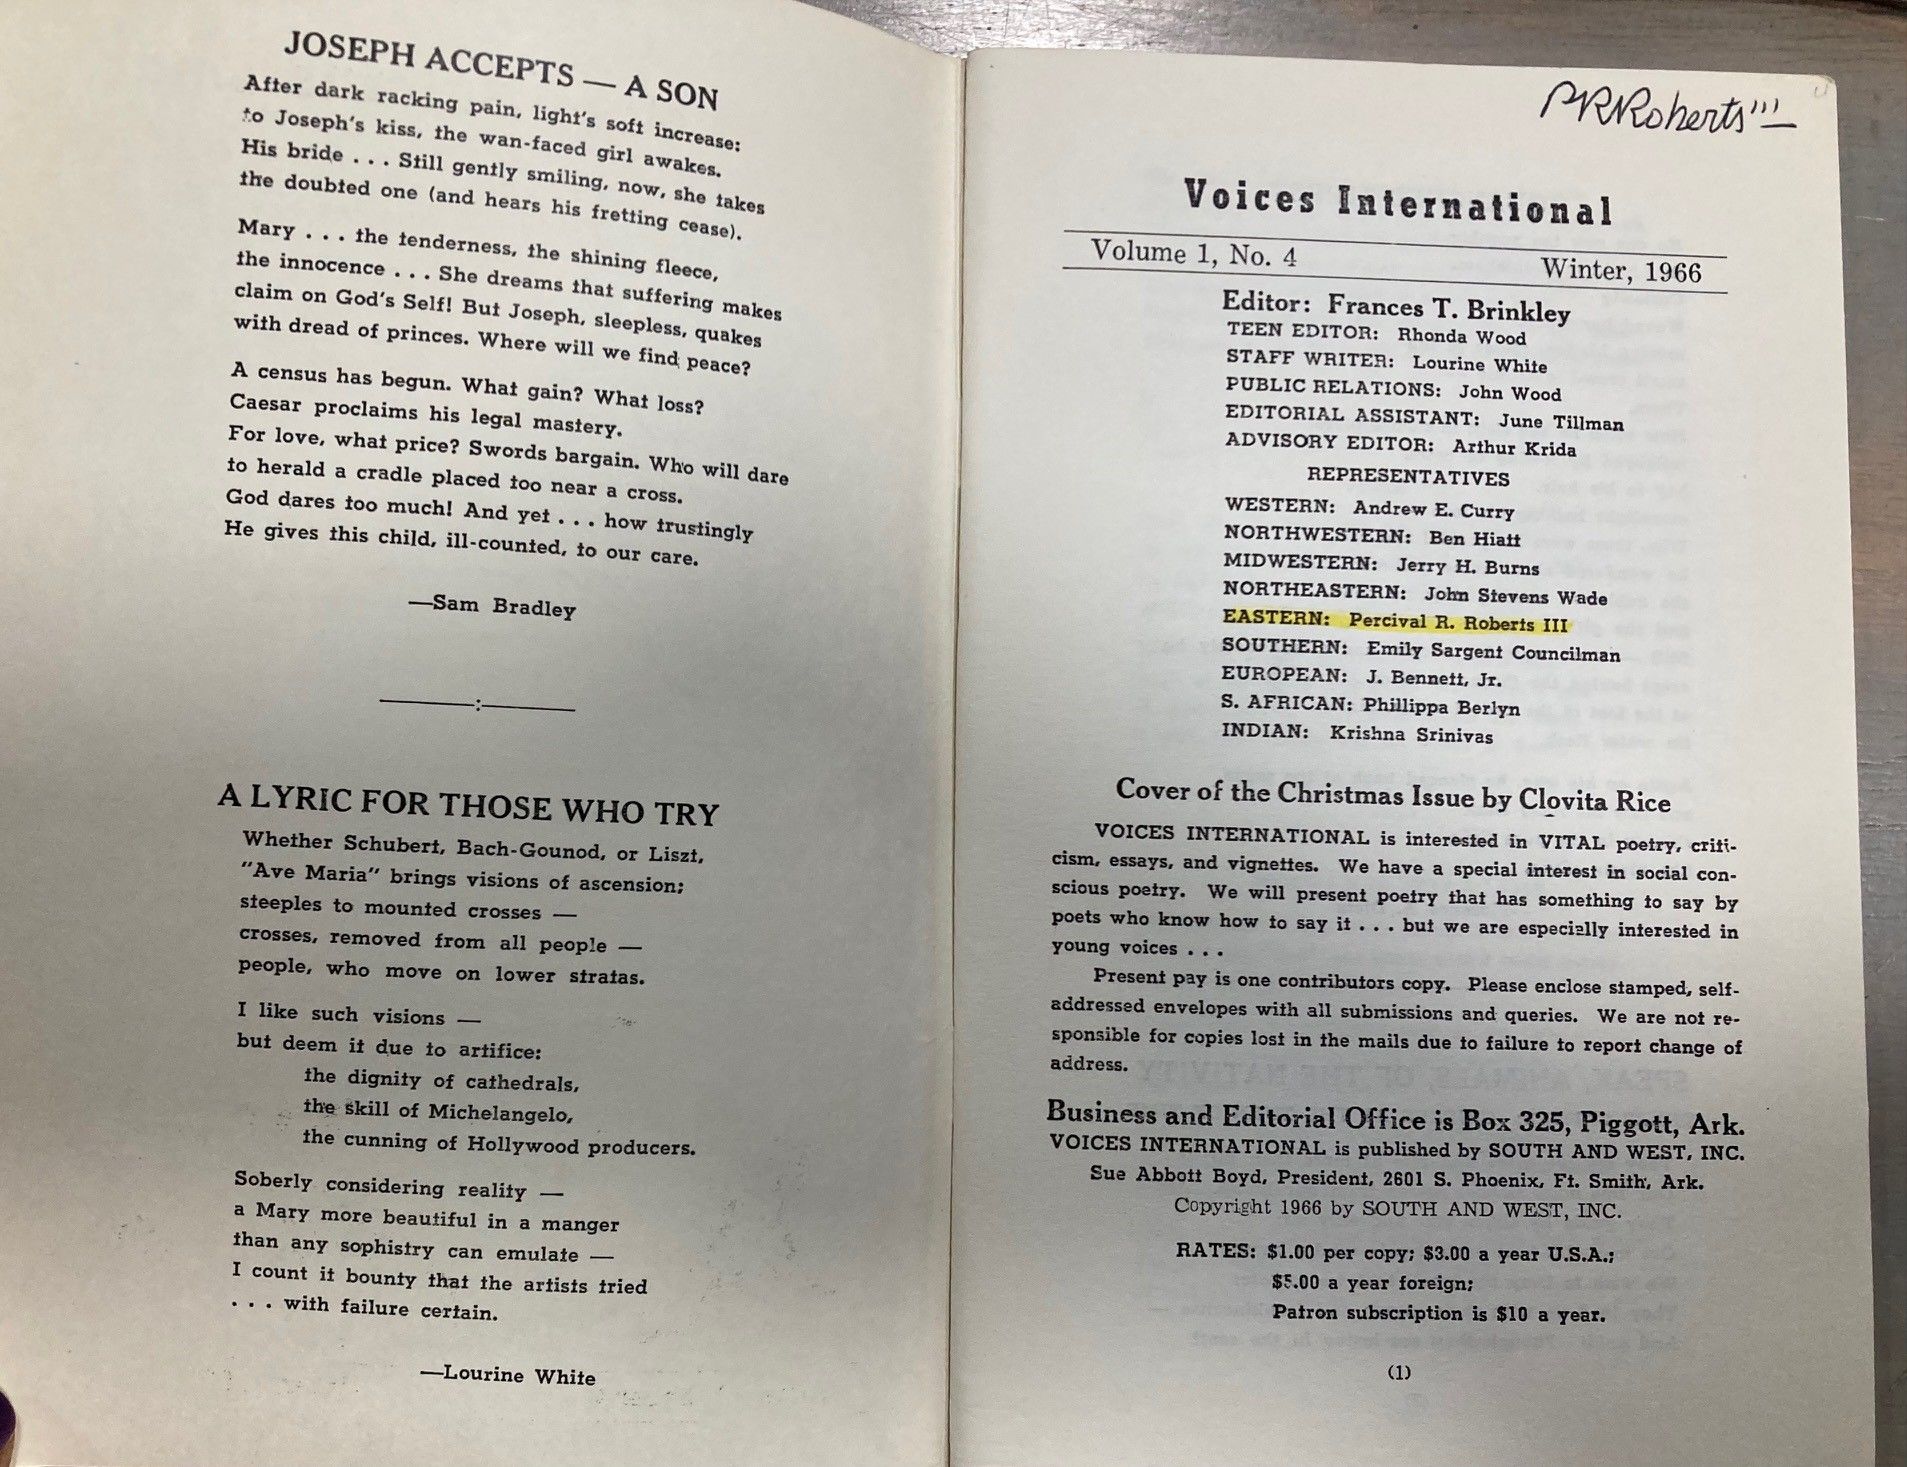 JOSEPH ACCEPTS — A SON
After dark racking pain, light's soft increase:
to Joseph's kiss, the wan-faced girl awakes.
His bride . . . Still gently smiling, now, she takes
the doubted one (and hears his fretting cease).
Mary . . . the tenderness, the shining fleece,
the innocence . . . She dreams that suffering makes
claim on God's Self! But Joseph, sleepless, quakes
with dread of princes. Where will we find peace?
A census has begun. What gain? What loss?
Caesar proclaims his legal mastery.
For love, what price? Swords bargain. Who will dare
to herald a cradle placed too near a cross.
God dares too much! And yet . . . how trustingly
He gives this child, ill-counted, to our care.
—Sam Bradley
A LYRIC FOR THOSE WHO TRY
Whether Schubert, Bach-Gounod, or Liszt,
"Ave Maria" brings visions of ascension;
steeples to mounted crosses —
crosses, removed from all people —
people, who move on lower stratas.
I like such visions —
but deem it due to artifice:
the dignity of cathedrals,
the skill of Michelangelo,
the cunning of Hollywood producers.
Soberly considering reality —
a Mary more beautiful in a manger
than any sophistry can emulate —
I count it bounty that the artists tried
. . . with failure certain.
—Lourine White
PRRoberts III
Voices International
Volume 1, No. 4 Winter, 1966
Editor: Frances T. Brinkley
TEEN EDITOR: Rhonda Wood
STAFF WRITER: Lourine White
PUBLIC RELATIONS: John Wood
EDITORIAL ASSISTANT: June Tillman
ADVISORY EDITOR: Arthur Krida
REPRESENTATIVES
WESTERN: Andrew E. Curry
NORTHWESTERN: Ben Hiatt
MIDWESTERN: Jerry H. Burns
NORTHEASTERN: John Stevens Wade
EASTERN: Percival R. Roberts III
SOUTHERN: Emily Sargent Councilman
EUROPEAN: J. Bennett, Jr.
S. AFRICAN: Phillippa Berlyn
INDIAN: Krishna Srinivas
Cover of the Christmas Issue by Clovita Rice
VOICES INTERNATIONAL is interested in VITAL poetry, criti-
cism, essays, and vignettes. We have a special interest in social con-
scious poetry. We will present poetry that has something to say by
poets who know how to say it . . . but we are especially interested in
young voices . . .
Present pay is one contributors copy. Please enclose stamped, self-
addressed envelopes with all submissions and queries. We are not re-
sponsible for copies lost in the mails due to failure to report change of
address.
Business and Editorial Office is Box 325, Piggott, Ark.
VOICES INTERNATIONAL is published by SOUTH AND WEST, INC.
Sue Abbott Boyd, President, 2601 S. Phoenix, Ft. Smith, Ark.
Copyright 1966 by SOUTH AND WEST, INC.
RATES: $1.00 per copy; $3.00 a year U.S.A.;
$5.00 a year foreign;
Patron subscription is $10 a year.
(1)